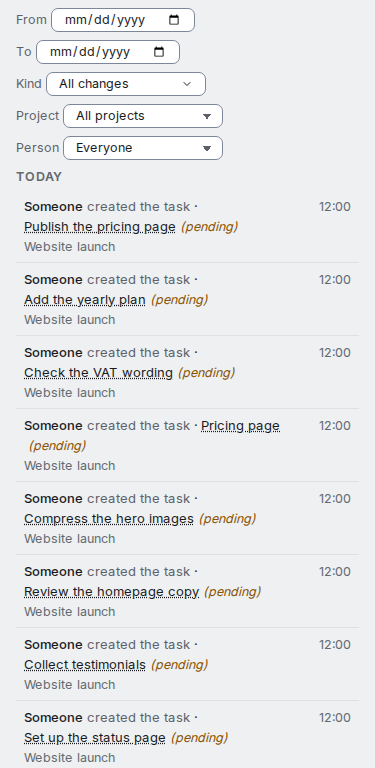 From mm/dd/yyyy
To mm/dd/yyyy
Kind All changes
Project All projects
Person Everyone
TODAY
Someone created the task · 12:00
Publish the pricing page (pending)
Website launch
Someone created the task · 12:00
Add the yearly plan (pending)
Website launch
Someone created the task · 12:00
Check the VAT wording (pending)
Website launch
Someone created the task · Pricing page 12:00
(pending)
Website launch
Someone created the task · 12:00
Compress the hero images (pending)
Website launch
Someone created the task · 12:00
Review the homepage copy (pending)
Website launch
Someone created the task · 12:00
Collect testimonials (pending)
Website launch
Someone created the task · 12:00
Set up the status page (pending)
Website launch